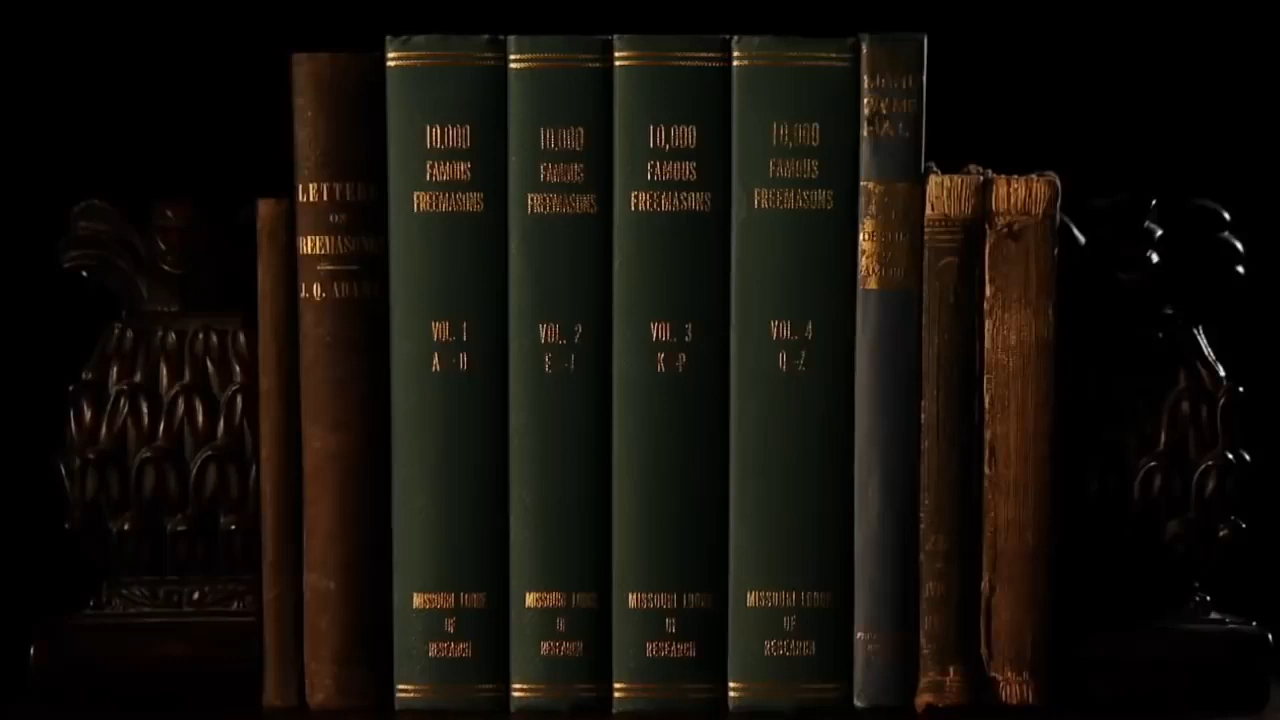 LETTERS
ON
FREEMASONRY
J. Q. ADAMS
10,000
FAMOUS
FREEMASONS
VOL. 1
A - D
MISSOURI LODGE
OF
RESEARCH
10,000
FAMOUS
FREEMASONS
VOL. 2
E - J
MISSOURI LODGE
OF
RESEARCH
10,000
FAMOUS
FREEMASONS
VOL. 3
K - P
MISSOURI LODGE
OF
RESEARCH
10,000
FAMOUS
FREEMASONS
VOL. 4
Q - Z
MISSOURI LODGE
OF
RESEARCH
HALL